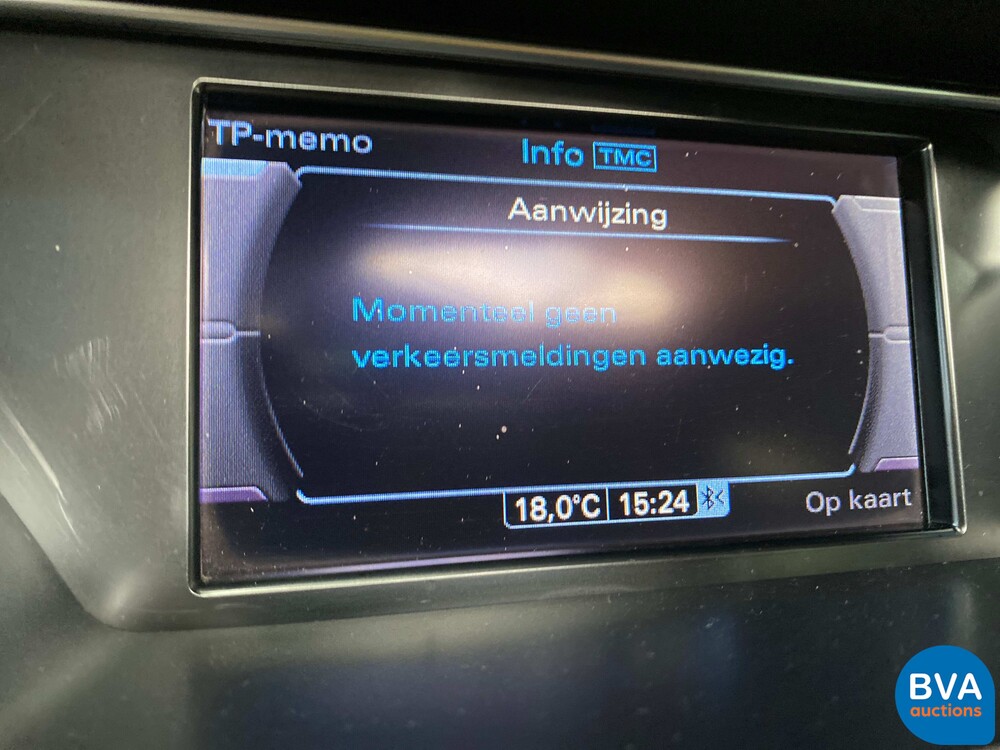 TP-memo
Info TMC
Aanwijzing
Momenteel geen
verkeersmeldingen aanwezig.
18,0°C 15:24
Op kaart
BVA
auctions